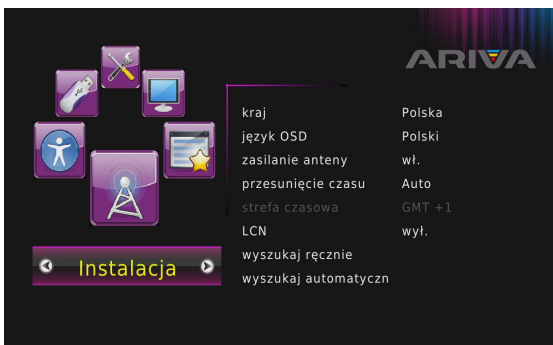 ARIVA
kraj Polska
język OSD Polski
zasilanie anteny wł.
przesunięcie czasu Auto
strefa czasowa GMT +1
LCN wył.
wyszukaj ręcznie
wyszukaj automatyczn
Instalacja